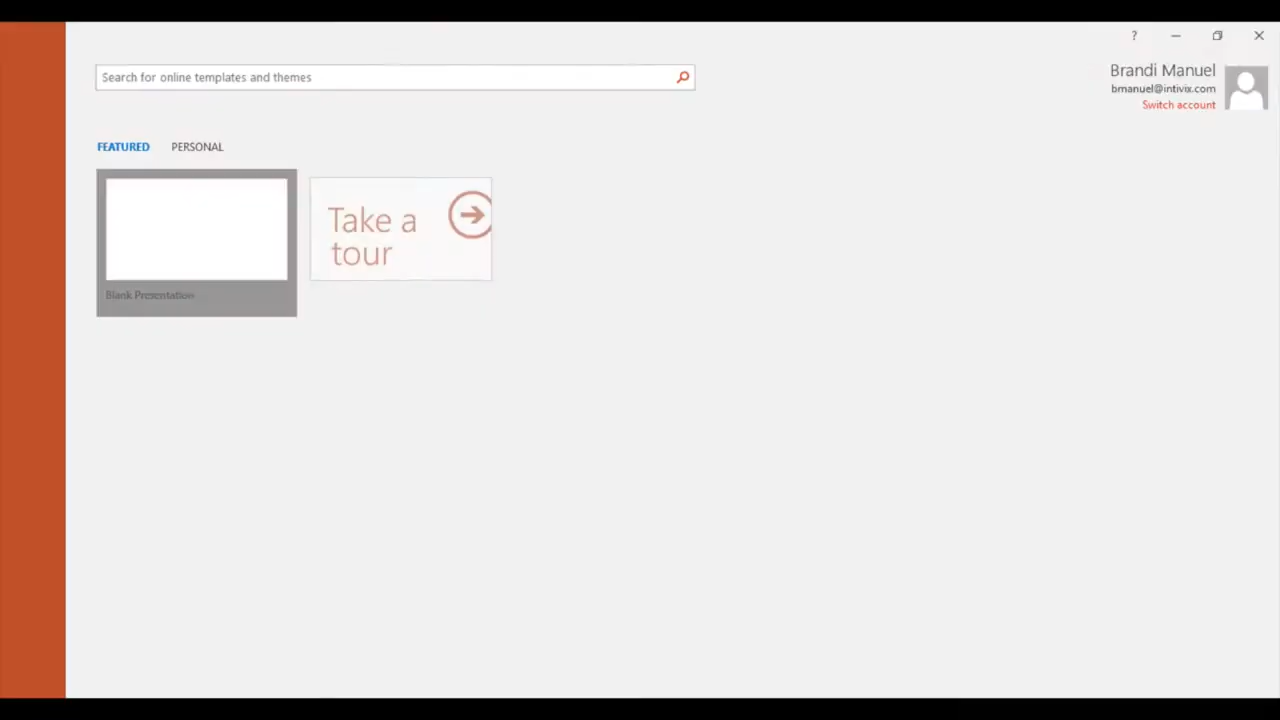 ?
Search for online templates and themes
Brandi Manuel
bmanuel@intivix.com
Switch account
FEATURED PERSONAL
Take a
tour
Blank Presentation